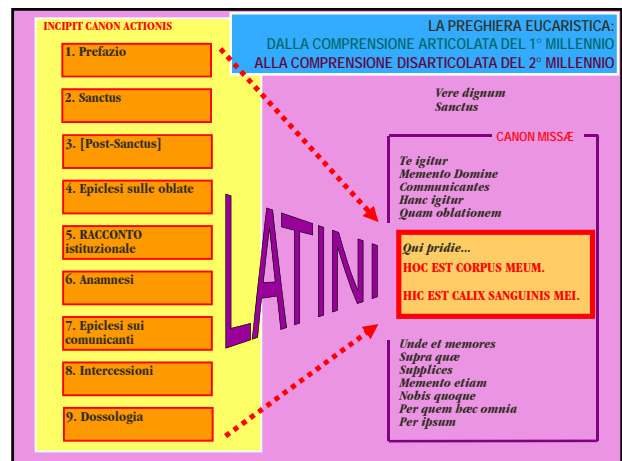 INCIPIT CANON ACTIONIS
1. Prefazio
2. Sanctus
3. [Post-Sanctus]
4. Epiclesi sulle oblate
5. RACCONTO
istituzionale
6. Anamnesi
7. Epiclesi sui
comunicanti
8. Intercessioni
9. Dossologia
LATINI
LA PREGHIERA EUCARISTICA:
DALLA COMPRENSIONE ARTICOLATA DEL 1° MILLENNIO
ALLA COMPRENSIONE DISARTICOLATA DEL 2° MILLENNIO
Vere dignum
Sanctus
CANON MISSÆ
Te igitur
Memento Domine
Communicantes
Hanc igitur
Quam oblationem
Qui pridie...
HOC EST CORPUS MEUM.
HIC EST CALIX SANGUINIS MEI.
Unde et memores
Supra quæ
Supplices
Memento etiam
Nobis quoque
Per quem hæc omnia
Per ipsum